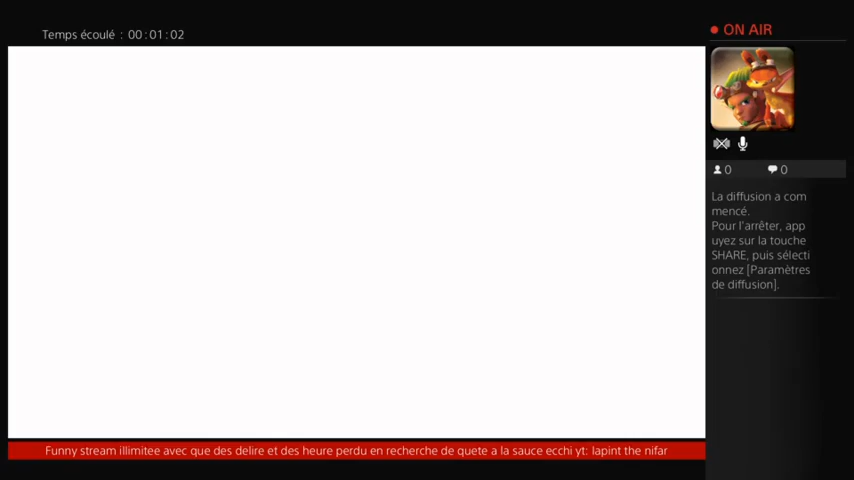 Temps écoulé : 00:01:02
ON AIR
0 0
La diffusion a com
mencé.
Pour l'arrêter, app
uyez sur la touche
SHARE, puis sélecti
onnez [Paramètres
de diffusion].
Funny stream illimitee avec que des delire et des heure perdu en recherche de quete a la sauce ecchi yt: lapint the nifar